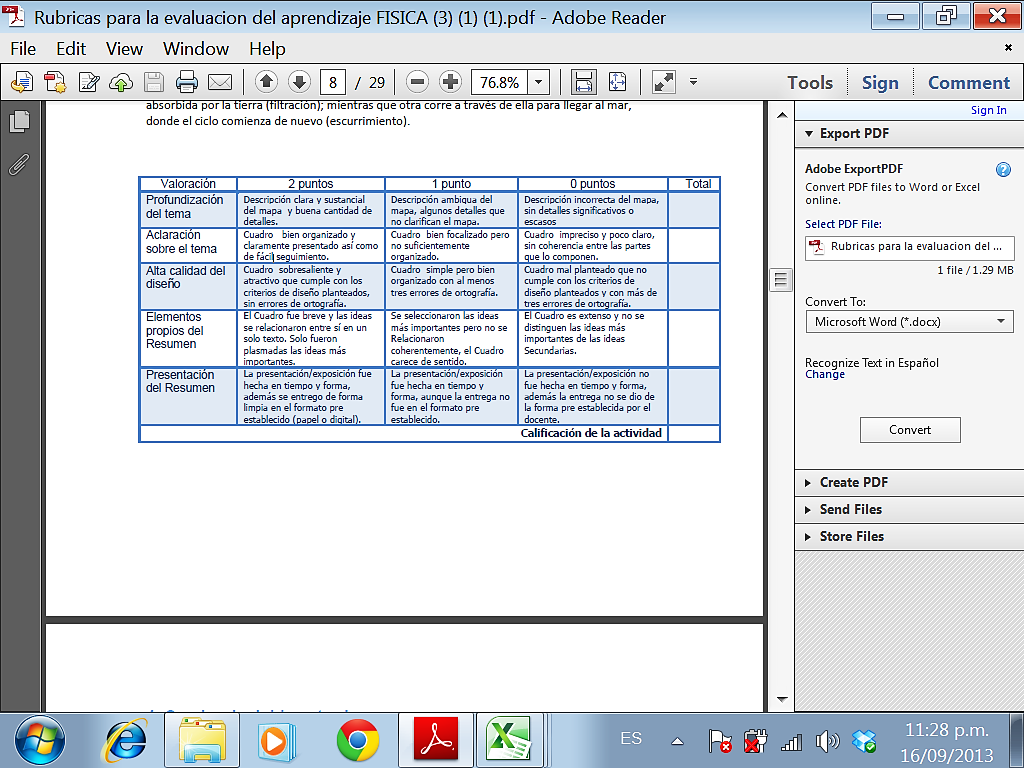 Rubricas para la evaluacion del aprendizaje FISICA (3) (1) (1).pdf - Adobe Reader
File Edit View Window Help
8 / 29 76.8% Tools Sign Comment
Sign In
absorbida por la tierra (filtración); mientras que otra corre a través de ella para llegar al mar,
donde el ciclo comienza de nuevo (escurrimiento).
Valoración 2 puntos 1 punto 0 puntos Total
Profundización
del tema
Descripción clara y sustancial
del mapa y buena cantidad de
detalles.
Descripción ambiqua del
mapa, algunos detalles que
no clarifican el mapa.
Descripción incorrecta del mapa,
sin detalles significativos o
escasos
Aclaración
sobre el tema
Cuadro bien organizado y
claramente presentado así como
de fácil seguimiento.
Cuadro bien focalizado pero
no suficientemente
organizado.
Cuadro impreciso y poco claro,
sin coherencia entre las partes
que lo componen.
Alta calidad del
diseño
Cuadro sobresaliente y
atractivo que cumple con los
criterios de diseño planteados,
sin errores de ortografía.
Cuadro simple pero bien
organizado con al menos
tres errores de ortografía.
Cuadro mal planteado que no
cumple con los criterios de
diseño planteados y con más de
tres errores de ortografía.
Elementos
propios del
Resumen
El Cuadro fue breve y las ideas
se relacionaron entre sí en un
solo texto. Solo fueron
plasmadas las ideas más
importantes.
Se seleccionaron las ideas
más importantes pero no se
Relacionaron
coherentemente, el Cuadro
carece de sentido.
El Cuadro es extenso y no se
distinguen las ideas más
importantes de las ideas
Secundarias.
Presentación
del Resumen
La presentación/exposición fue
hecha en tiempo y forma,
además se entrego de forma
limpia en el formato pre
establecido (papel o digital).
La presentación/exposición
fue hecha en tiempo y
forma, aunque la entrega no
fue en el formato pre
establecido.
La presentación/exposición no
fue hecha en tiempo y forma,
además la entrega no se dio de
la forma pre establecida por el
docente.
Calificación de la actividad
Export PDF
Adobe ExportPDF
Convert PDF files to Word or Excel
online.
Select PDF File:
Rubricas para la evaluacion del ...
1 file / 1.29 MB
Convert To:
Microsoft Word (*.docx)
Recognize Text in Español
Change
Convert
Create PDF
Send Files
Store Files
ES
11:28 p.m.
16/09/2013